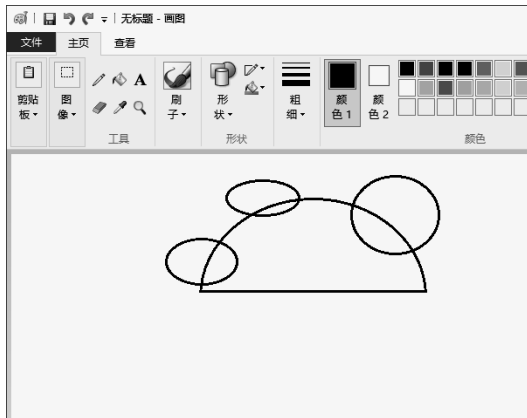 无标题 - 画图
文件 主页 查看
剪贴板 图像 刷子 形状 粗细 颜色 1 颜色 2
A
工具 形状 颜色